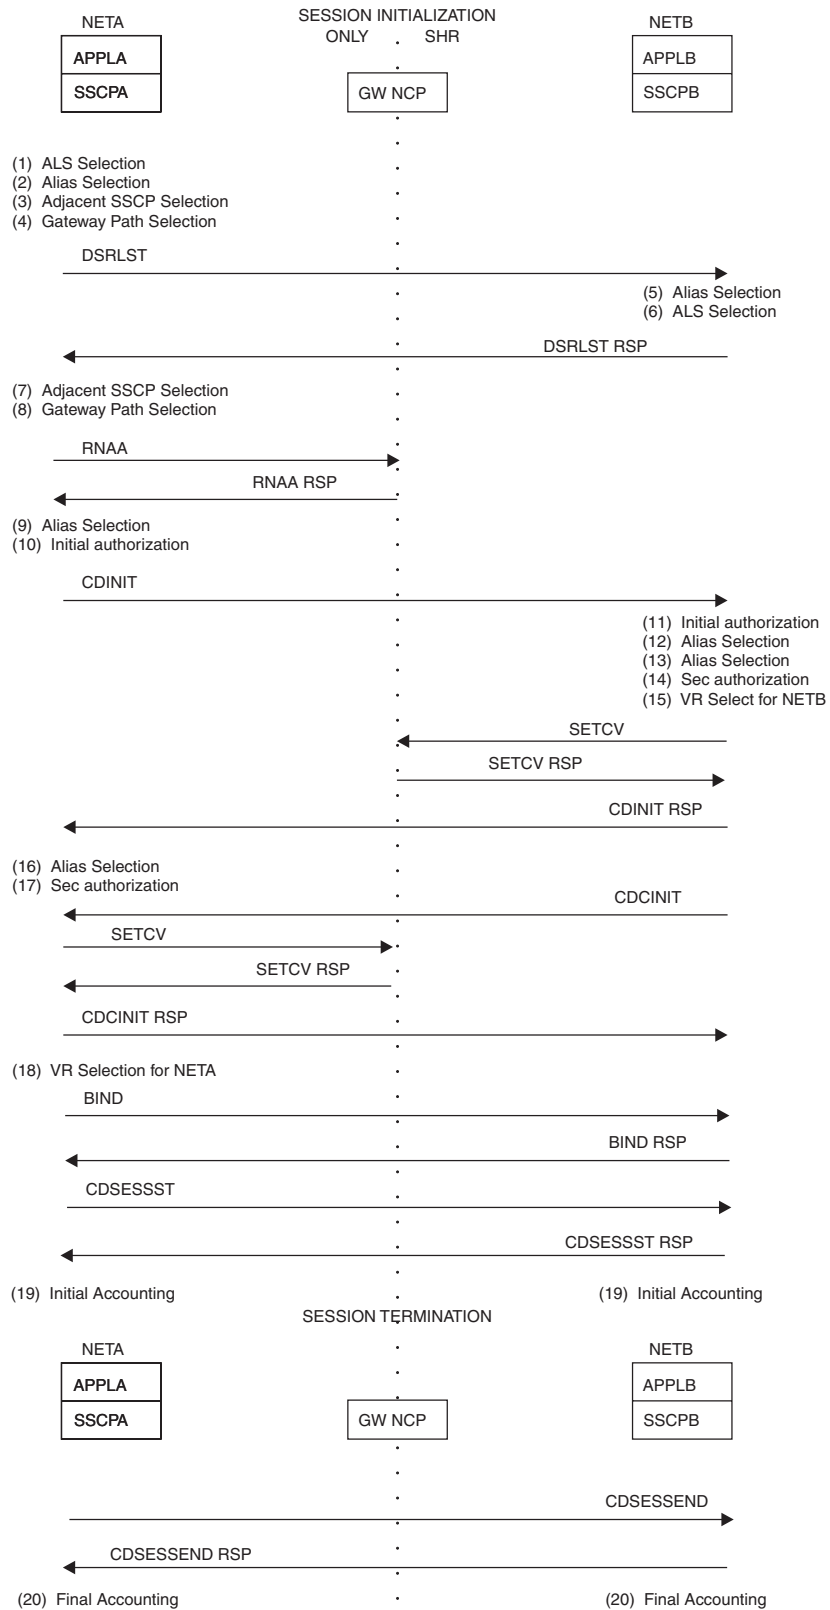 SESSION INITIALIZATION
NETA
ONLY
SHR
NETB
APPLA
APPLB
SSCPA
GW NCP
SSCPB
(1) ALS Selection
(2) Alias Selection
(3) Adjacent SSCP Selection
(4) Gateway Path Selection
DSRLST
(5) Alias Selection
(6) ALS Selection
DSRLST RSP
(7) Adjacent SSCP Selection
(8) Gateway Path Selection
RNAA
RNAA RSP
(9) Alias Selection
(10) Initial authorization
CDINIT
(11) Initial authorization
(12) Alias Selection
(13) Alias Selection
(14) Sec authorization
(15) VR Select for NETB
SETCV
SETCV RSP
CDINIT RSP
(16) Alias Selection
(17) Sec authorization
CDCINIT
SETCV
SETCV RSP
CDCINIT RSP
(18) VR Selection for NETA
BIND
BIND RSP
CDSESSST
CDSESSST RSP
(19) Initial Accounting
(19) Initial Accounting
SESSION TERMINATION
NETA
NETB
APPLA
APPLB
SSCPA
GW NCP
SSCPB
CDSESSEND
CDSESSEND RSP
(20) Final Accounting
(20) Final Accounting